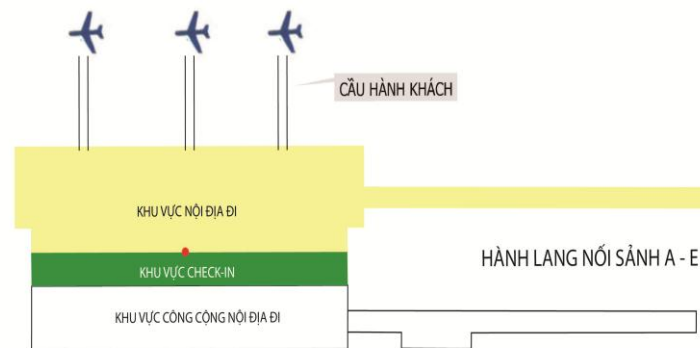 CẦU HÀNH KHÁCH
KHU VỰC NỘI ĐỊA ĐI
HÀNH LANG NỐI SẢNH A - E
KHU VỰC CHECK-IN
KHU VỰC CÔNG CỘNG NỘI ĐỊA ĐI